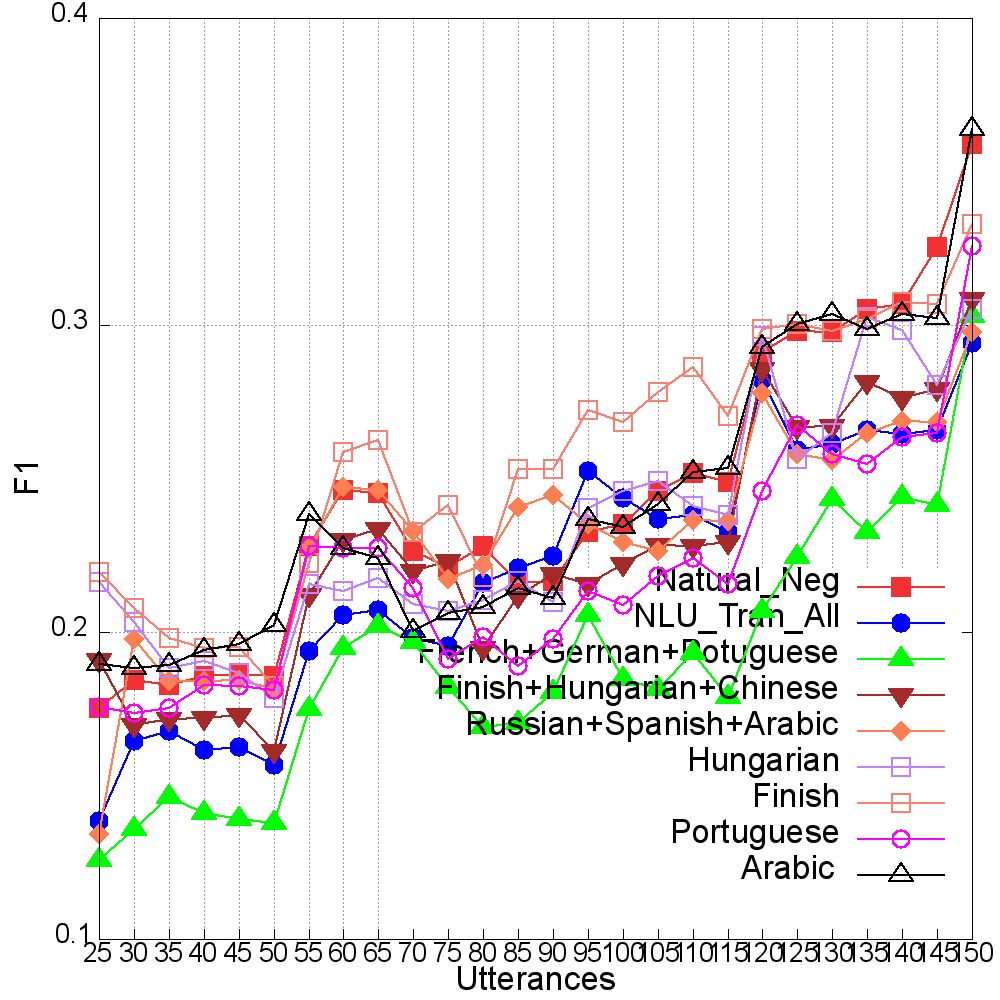 0.4
0.3
0.2
0.1
F1
Natural_Neg
NLU_Tran_All
French+German+Potuguese
Finish+Hungarian+Chinese
Russian+Spanish+Arabic
Hungarian
Finish
Portuguese
Arabic
25 30 35 40 45 50 55 60 65 70 75 80 85 90 95 100 105 110 115 120 125 130 135 140 145 150
Utterances